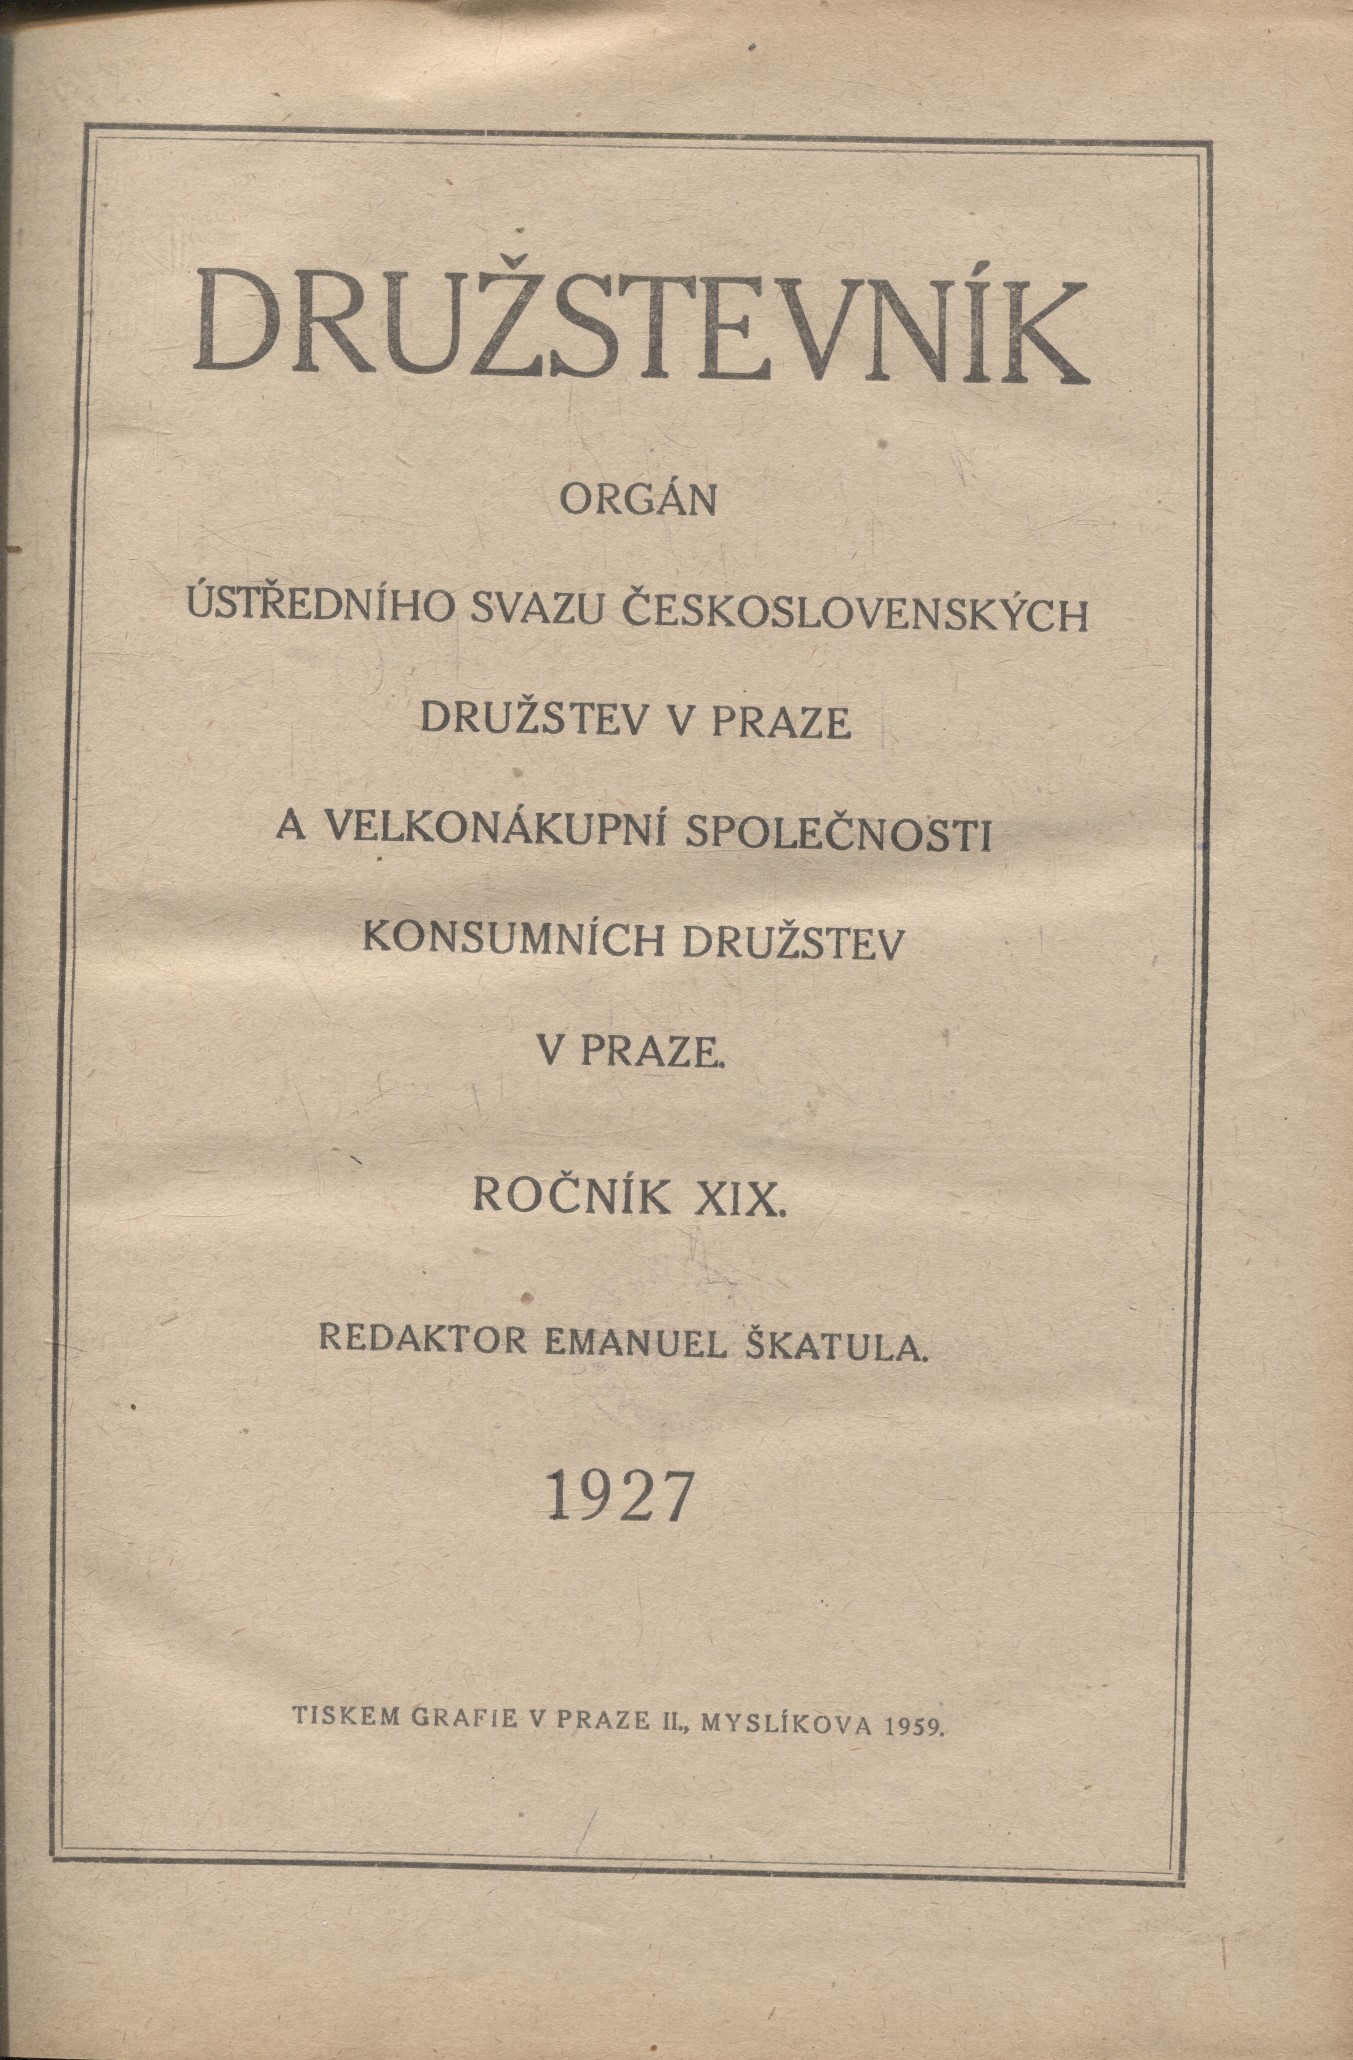 DRUŽSTEVNÍK
ORGÁN
ÚSTŘEDNÍHO SVAZU ČESKOSLOVENSKÝCH
DRUŽSTEV V PRAZE
A VELKONÁKUPNÍ SPOLEČNOSTI
KONSUMNÍCH DRUŽSTEV
V PRAZE.
ROČNÍK XIX.
REDAKTOR EMANUEL ŠKATULA.
1927
TISKEM GRAFIE V PRAZE II., MYSLÍKOVA 1959.